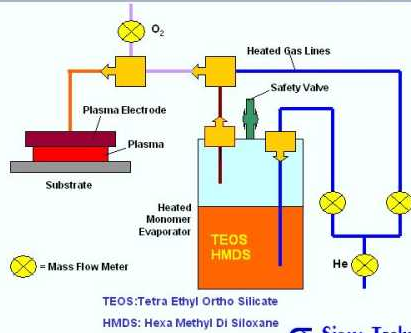 O2
Heated Gas Lines
Safety Valve
Plasma Electrode
Plasma
Substrate
Heated
Monomer
Evaporator
TEOS
HMDS
He
= Mass Flow Meter
TEOS:Tetra Ethyl Ortho Silicate
HMDS: Hexa Methyl Di Siloxane